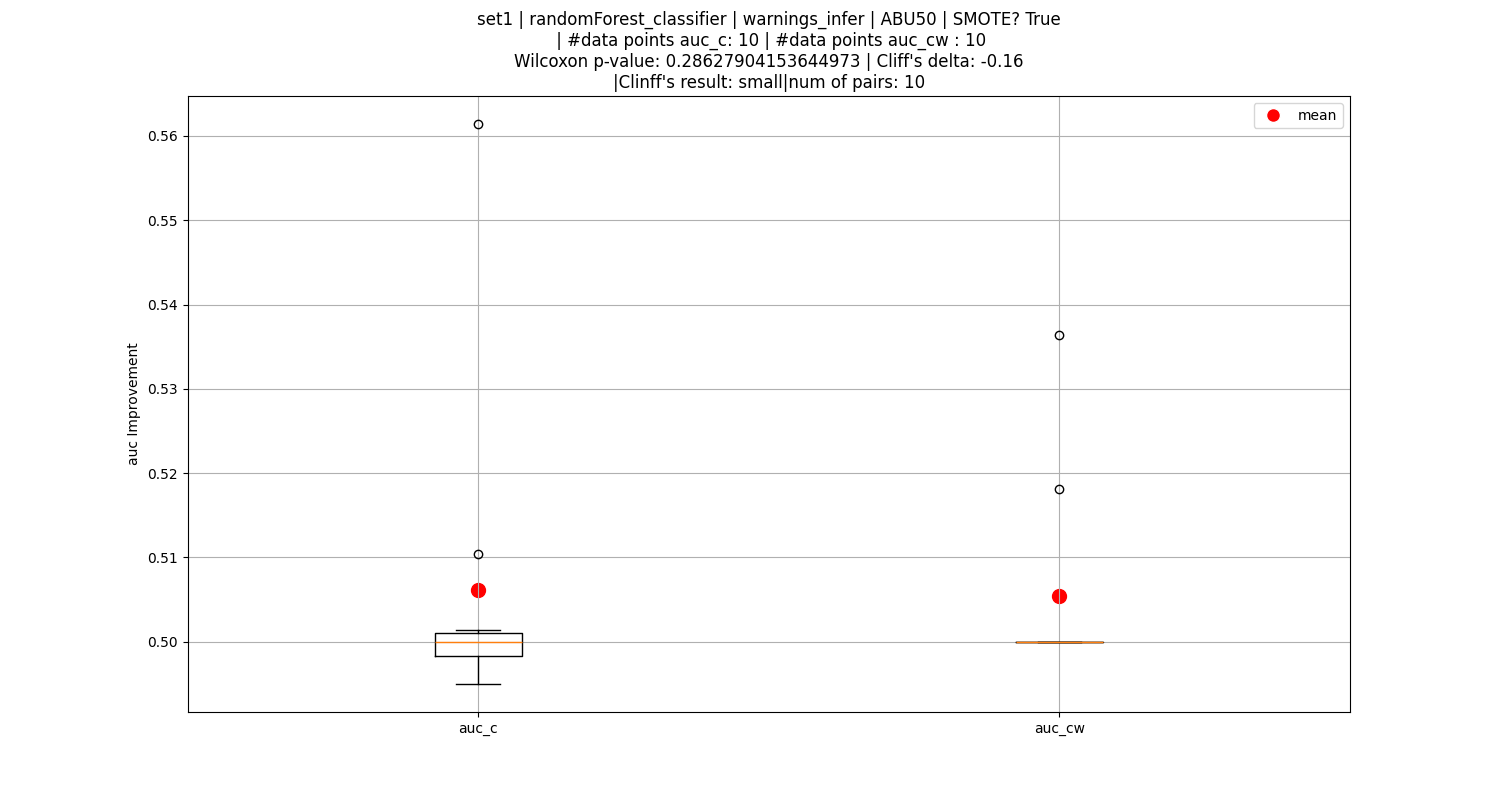 set1 | randomForest_classifier | warnings_infer | ABU50 | SMOTE? True
| #data points auc_c: 10 | #data points auc_cw : 10
Wilcoxon p-value: 0.28627904153644973 | Cliff's delta: -0.16
|Clinff's result: small|num of pairs: 10
mean
0.56
0.55
0.54
0.53
0.52
0.51
0.50
auc Improvement
auc_c
auc_cw